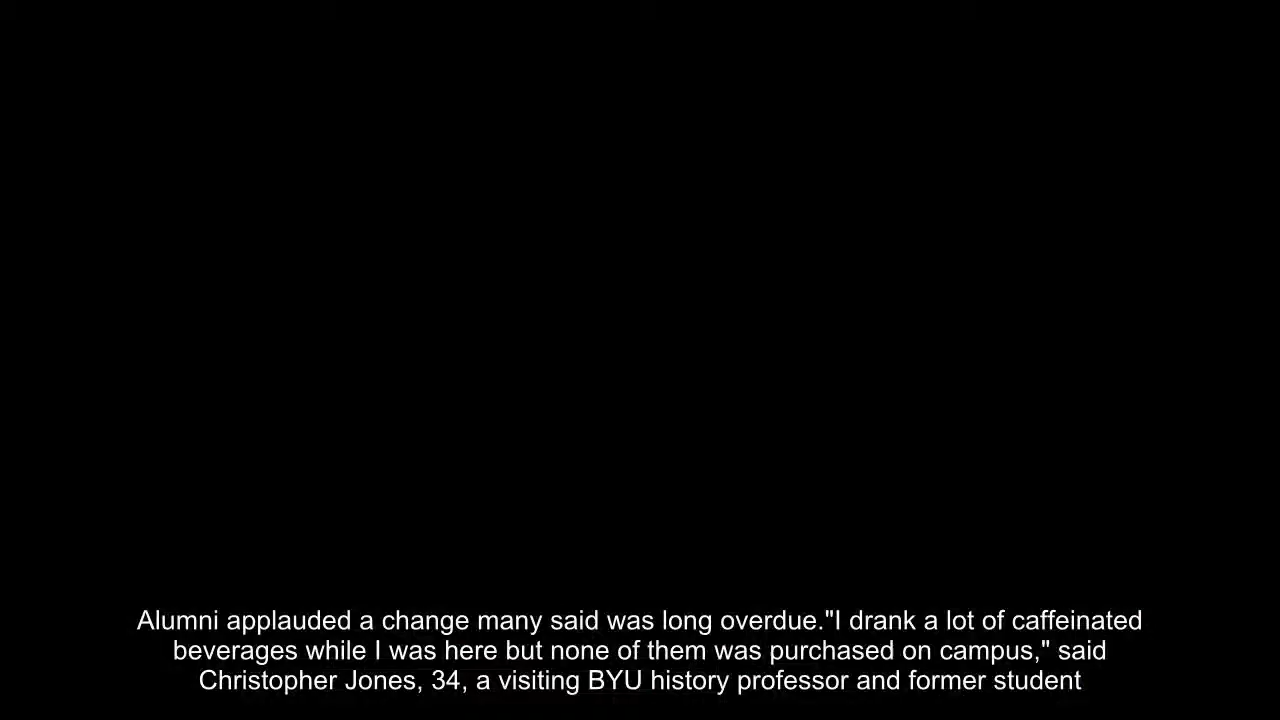 Alumni applauded a change many said was long overdue."I drank a lot of caffeinated
beverages while I was here but none of them was purchased on campus," said
Christopher Jones, 34, a visiting BYU history professor and former student